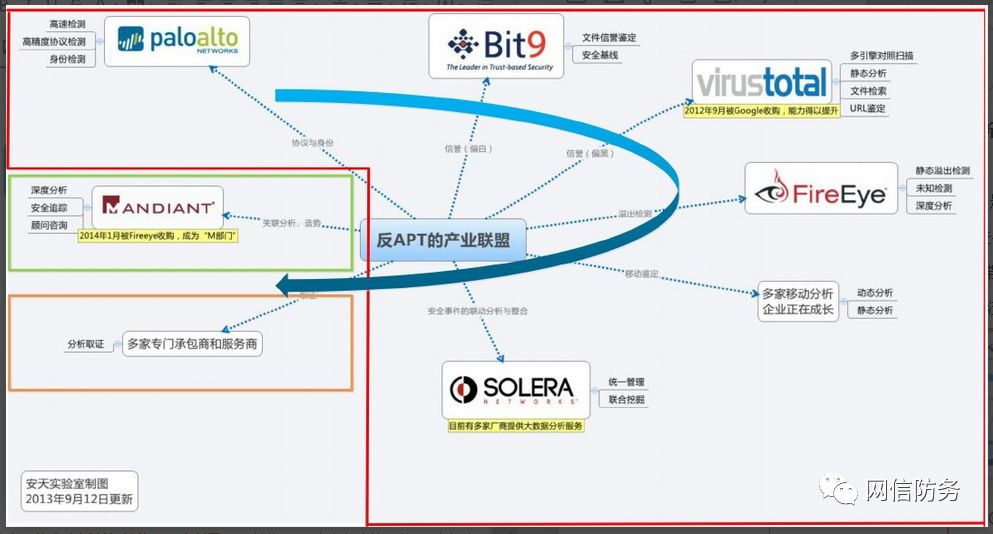 高速检测
高精度协议检测
身份检测
paloalto
NETWORKS
Bit9
The Leader in Trust-based Security
文件信誉鉴定
安全基线
virustotal
2012年9月被Google收购，能力得以提升
多引擎对照扫描
静态分析
文件检索
URL鉴定
协议与身份
信誉（偏白）
信誉（偏黑）
深度分析
安全追踪
顾问咨询
MANDIANT
2014年1月被Fireeye收购，成为“M部门”
关联分析、造势
反APT的产业联盟
溢出检测
FireEye
静态溢出检测
未知检测
深度分析
移动鉴定
多家移动分析
企业正在成长
动态分析
静态分析
取证
分析取证
多家专门承包商和服务商
安全事件的联动分析与整合
SOLERA
NETWORKS
目前有多家厂商提供大数据分析服务
统一管理
联合挖掘
安天实验室制图
2013年9月12日更新
网信防务